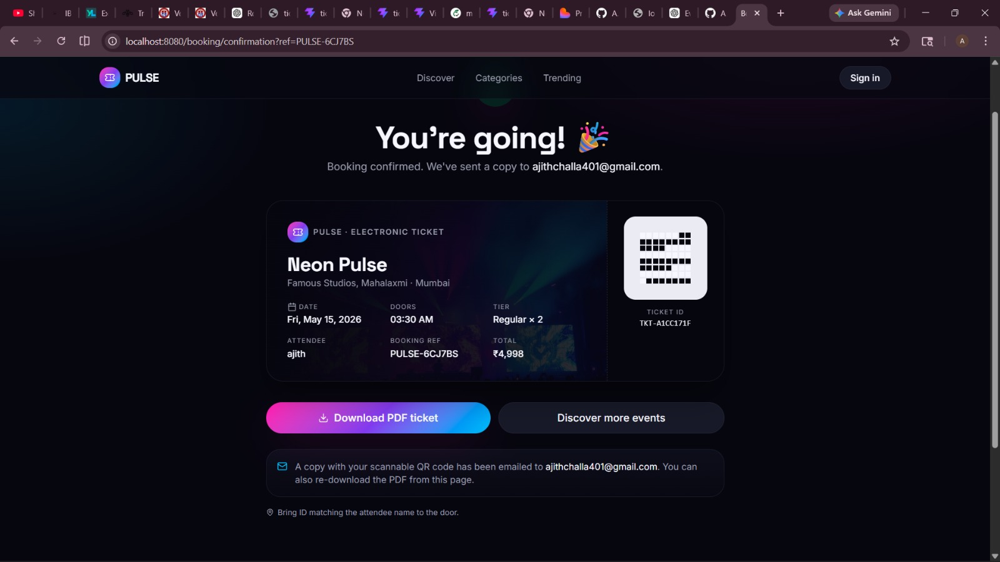 Sl
IB
Ex
Tr
Ve
Ve
Re
tic
tic
N
tic
Vi
m
tic
N
Pr
A.
lo
Ev
A
Bo
Ask Gemini
localhost:8080/booking/confirmation?ref=PULSE-6CJ7BS
A
PULSE
Discover
Categories
Trending
Sign in
You're going! 🎉
Booking confirmed. We've sent a copy to ajithchalla401@gmail.com.
PULSE · ELECTRONIC TICKET
Neon Pulse
Famous Studios, Mahalaxmi · Mumbai
DATE
Fri, May 15, 2026
DOORS
03:30 AM
TIER
Regular × 2
ATTENDEE
ajith
BOOKING REF
PULSE-6CJ7BS
TOTAL
₹4,998
TICKET ID
TKT-A1CC171F
Download PDF ticket
Discover more events
A copy with your scannable QR code has been emailed to ajithchalla401@gmail.com. You can
also re-download the PDF from this page.
Bring ID matching the attendee name to the door.